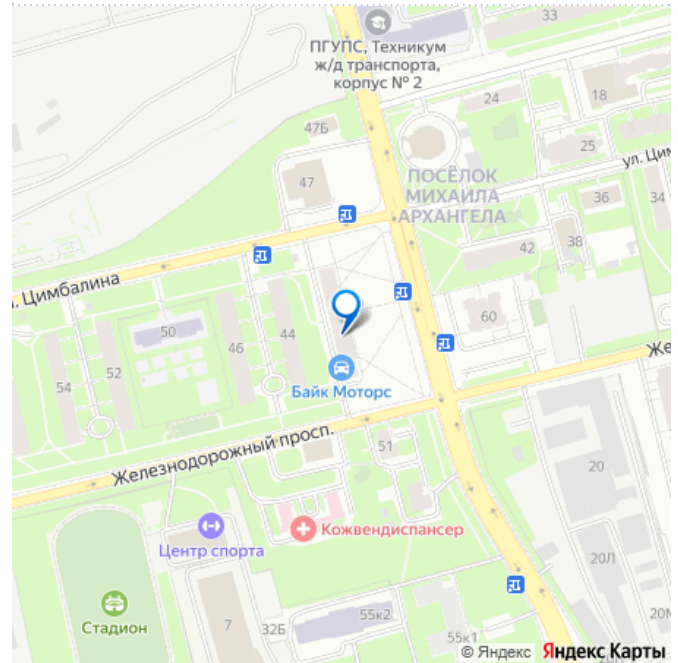 33
ПГУПС, Техникум
ж/д транспорта,
корпус № 2
24
18
47Б
25
ул. Цим
47
ПОСЁЛОК
МИХАИЛА
АРХАНГЕЛА
36
34
38
42
. Цимбалина
60
50
44
46
52
54
Же
Байк Моторс
Железнодорожный просп.
51
20
Кожвендиспансер
Центр спорта
20Л
Стадион
7
32Б
55к2
55к1
20М
© Яндекс Яндекс Карты